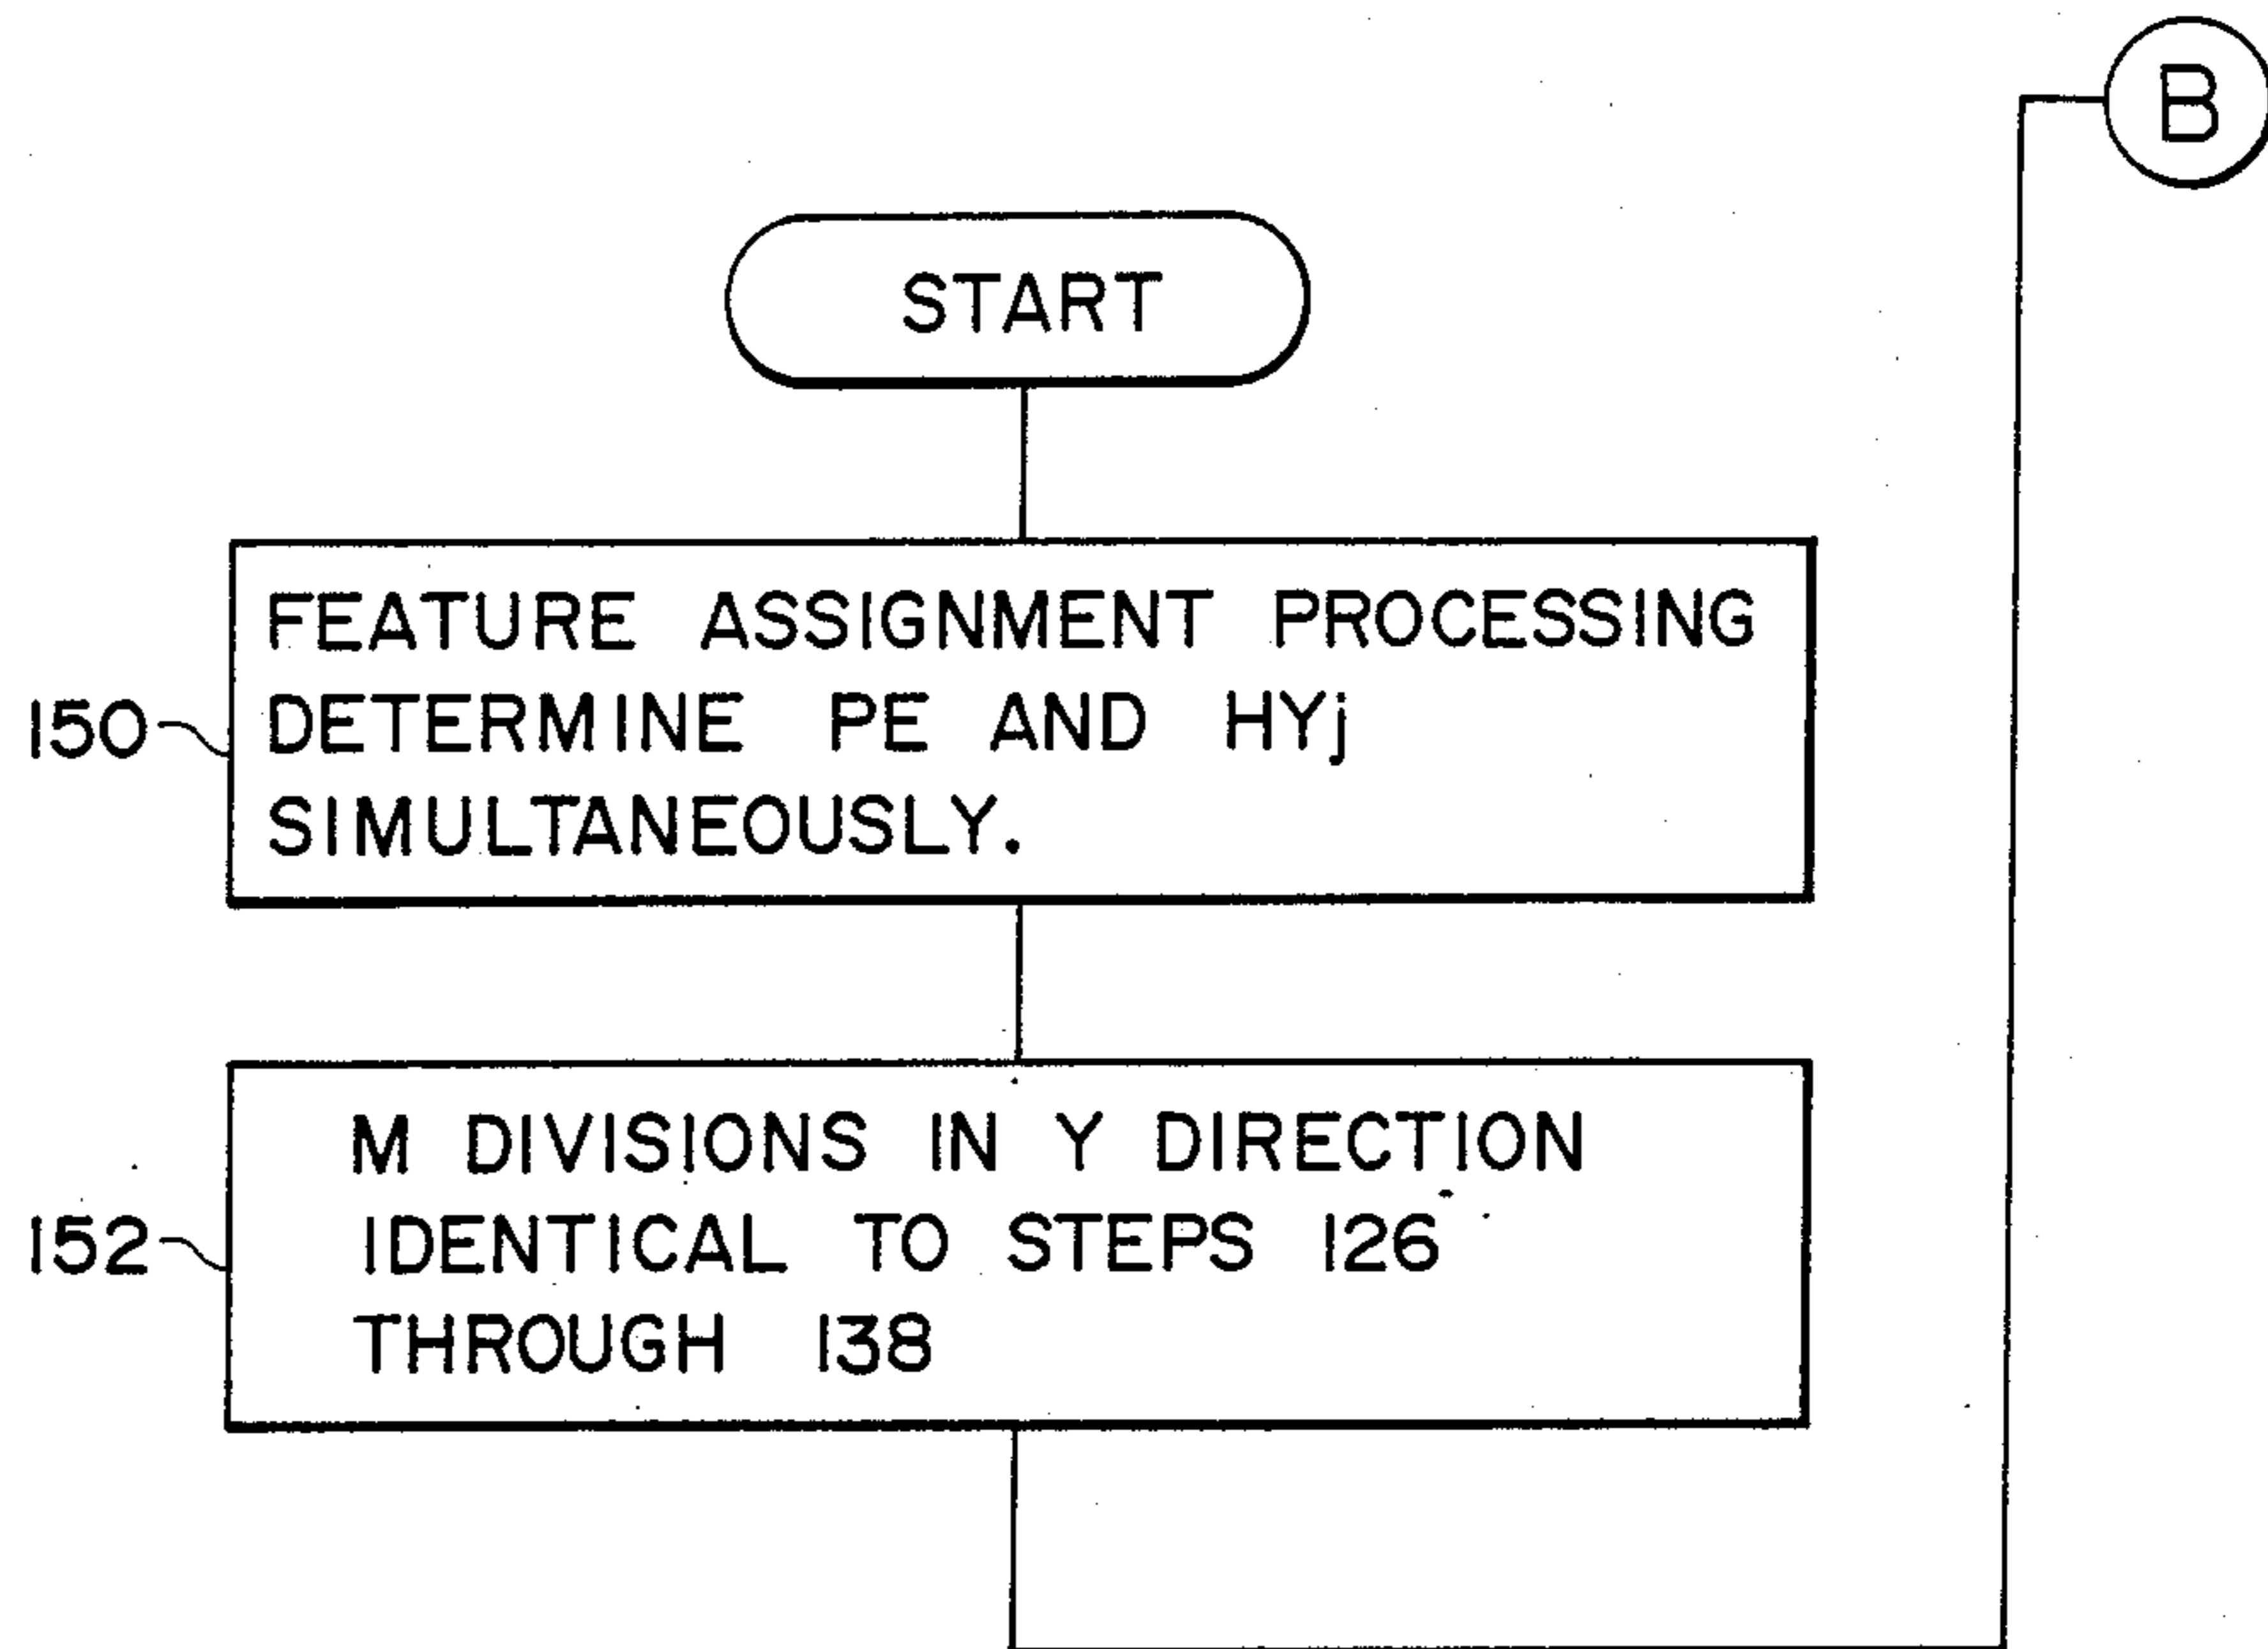 START
150
FEATURE ASSIGNMENT PROCESSING
DETERMINE PE AND HYj
SIMULTANEOUSLY.
152
M DIVISIONS IN Y DIRECTION
IDENTICAL TO STEPS 126
THROUGH 138
B